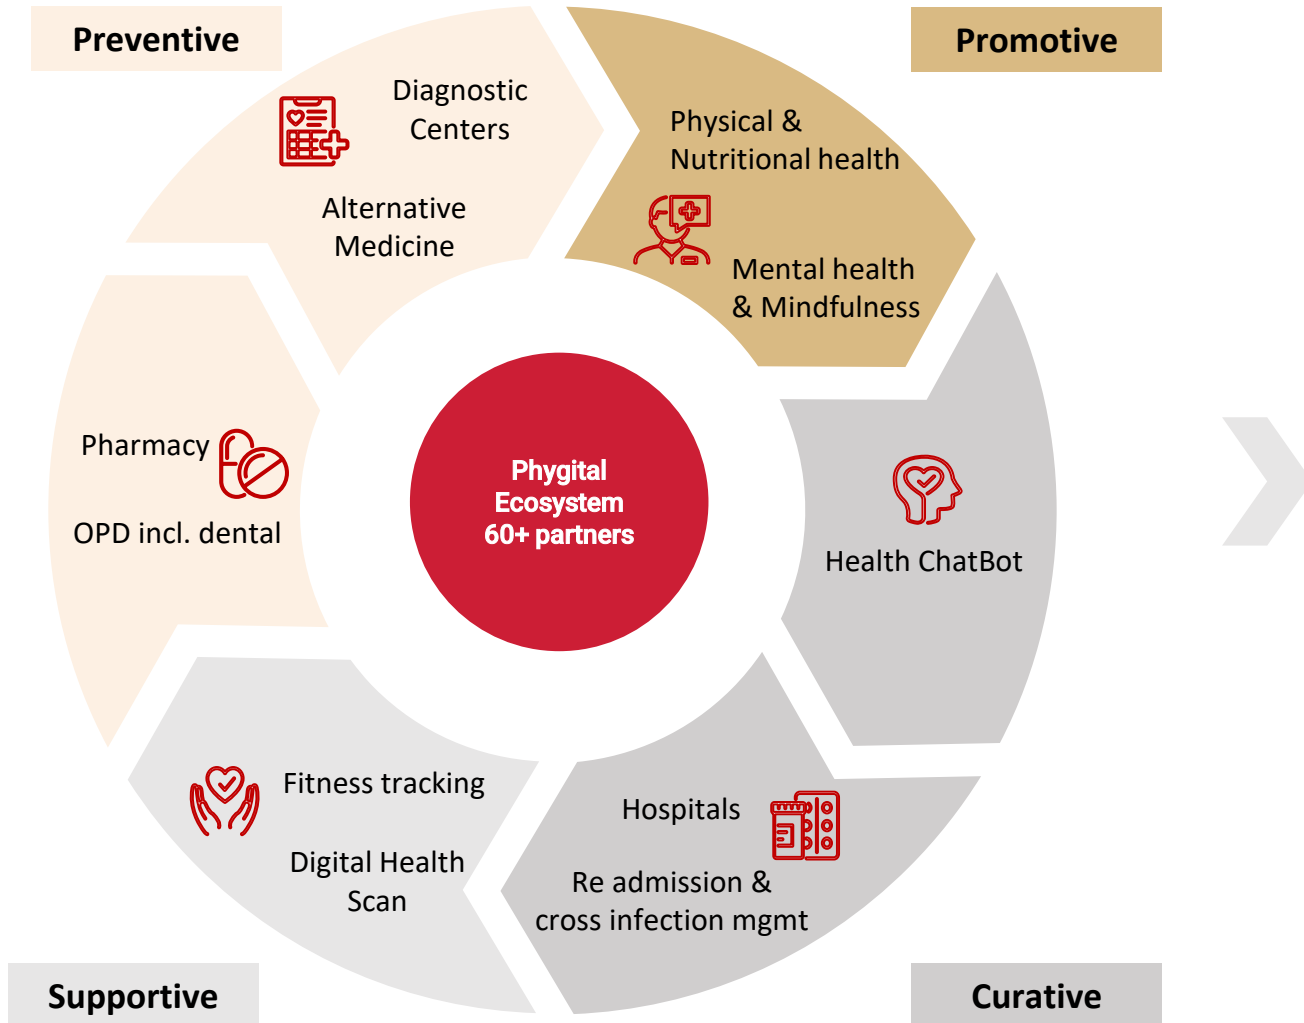 Preventive
Promotive
Diagnostic
Centers
Alternative
Medicine
Physical &
Nutritional health
Mental health
& Mindfulness
Pharmacy
OPD incl. dental
Phygital
Ecosystem
60+ partners
Health ChatBot
Fitness tracking
Digital Health
Scan
Hospitals
Re admission &
cross infection mgmt
Supportive
Curative